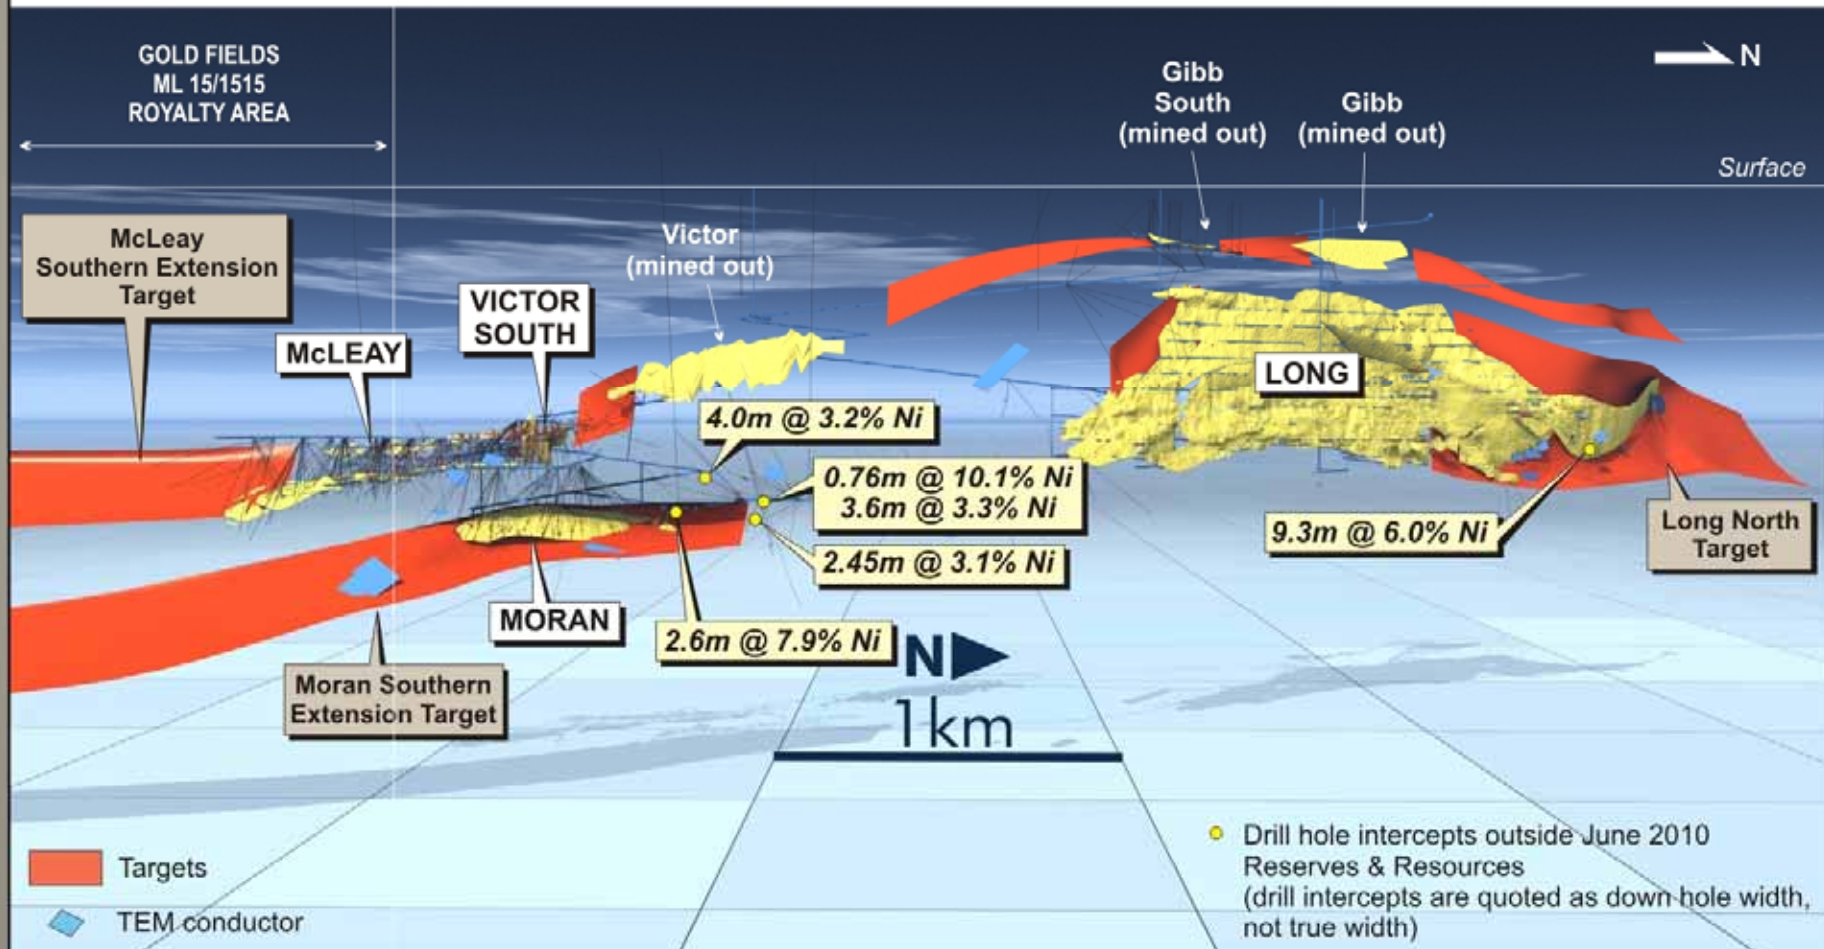 GOLD FIELDS
ML 15/1515
ROYALTY AREA
N
Gibb
South
(mined out)
Gibb
(mined out)
Surface
McLeay
Southern Extension
Target
Victor
(mined out)
VICTOR
SOUTH
McLEAY
LONG
4.0m @ 3.2% Ni
0.76m @ 10.1% Ni
3.6m @ 3.3% Ni
2.45m @ 3.1% Ni
9.3m @ 6.0% Ni
Long North
Target
MORAN
2.6m @ 7.9% Ni
Moran Southern
Extension Target
N
1km
Targets
TEM conductor
Drill hole intercepts outside June 2010
Reserves & Resources
(drill intercepts are quoted as down hole width,
not true width)